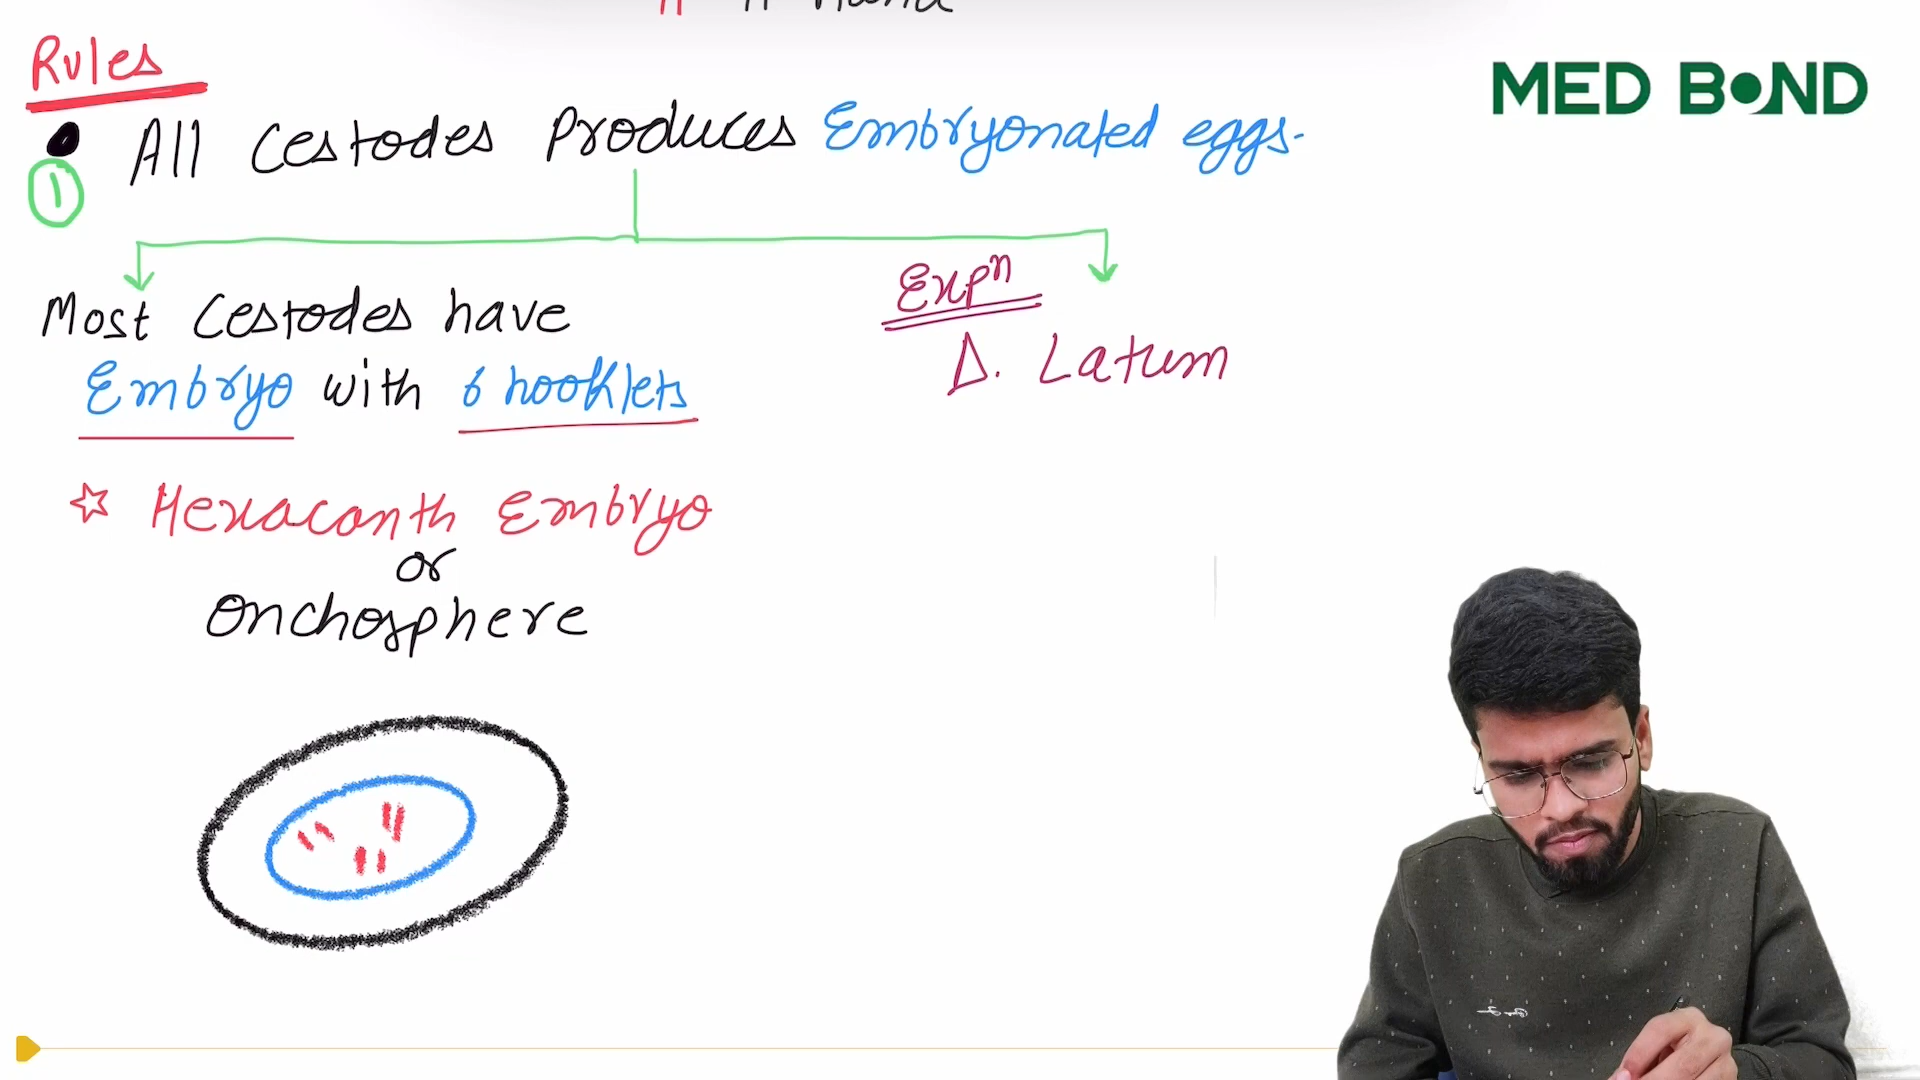 Rules
MED BOND
All Cestodes Produces Embryonated eggs.
1
Most Cestodes have
Embryo with 6 hooklets
Expⁿ
D. Latum
☆ Hexacanth Embryo
or
Onchosphere